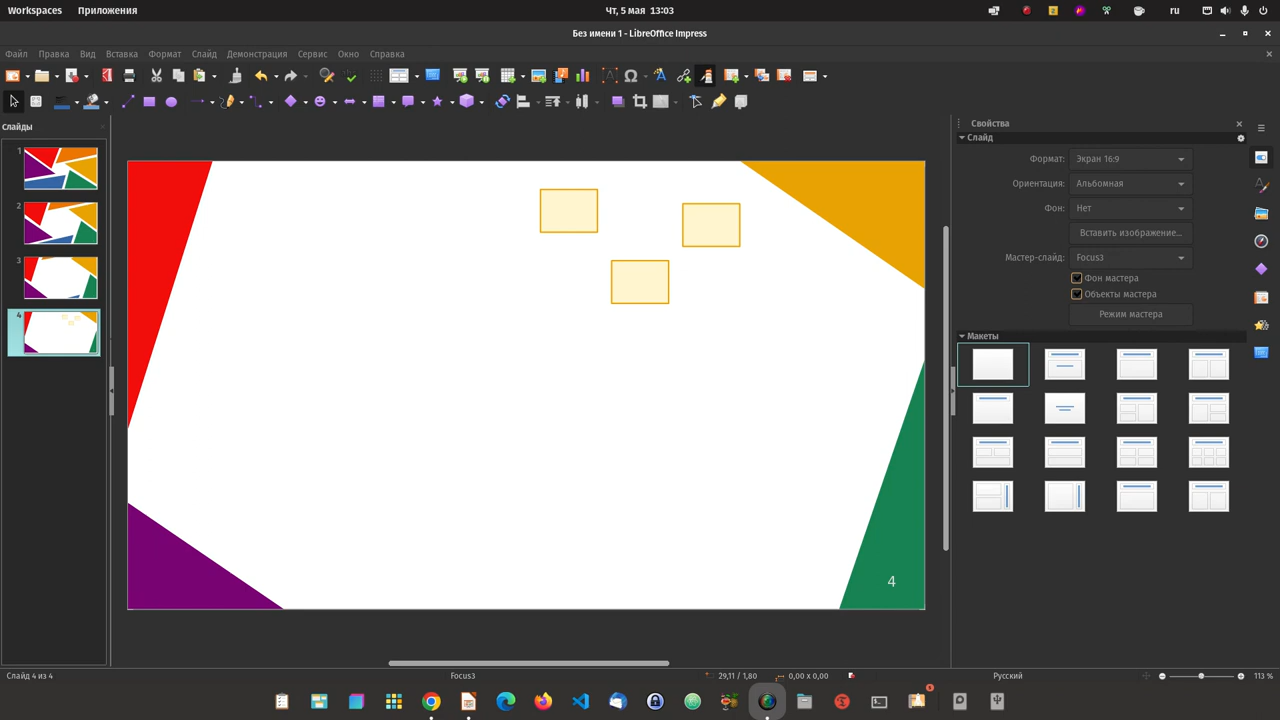 Workspaces Приложения Чт, 5 мая 13:03 ru
Без имени 1 - LibreOffice Impress
Файл Правка Вид Вставка Формат Слайд Демонстрация Сервис Окно Справка
Слайды
1
2
3
4
4
Свойства
Слайд
Формат: Экран 16:9
Ориентация: Альбомная
Фон: Нет
Вставить изображение...
Мастер-слайд: Focus3
Фон мастера
Объекты мастера
Режим мастера
Макеты
Слайд 4 из 4 Focus3 29,11 / 1,80 0,00 x 0,00 Русский 113 %